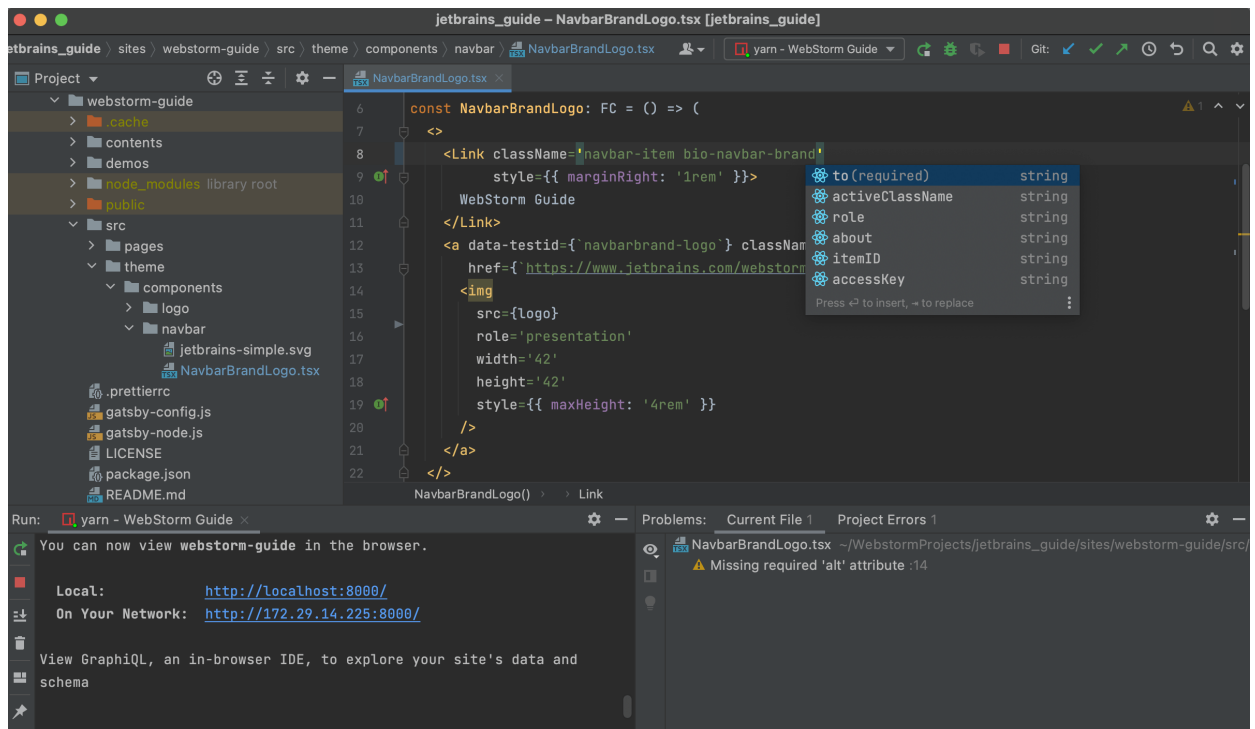 jetbrains_guide – NavbarBrandLogo.tsx [jetbrains_guide]
etbrains_guide 〉 sites 〉 webstorm-guide 〉 src 〉 theme 〉 components 〉 navbar 〉 NavbarBrandLogo.tsx
yarn - WebStorm Guide
Git:
Project
webstorm-guide
.cache
contents
demos
node_modules library root
public
src
pages
theme
components
logo
navbar
jetbrains-simple.svg
NavbarBrandLogo.tsx
.prettierrc
gatsby-config.js
gatsby-node.js
LICENSE
package.json
README.md
NavbarBrandLogo.tsx ×
1
6 const NavbarBrandLogo: FC = () => (
7 <>
8 <Link className='navbar-item bio-navbar-brand'
9 style={{ marginRight: '1rem' }}>
10 WebStorm Guide
11 </Link>
12 <a data-testid={`navbarbrand-logo`} classNam
13 href={`https://www.jetbrains.com/webstorm
14 <img
15 src={logo}
16 role='presentation'
17 width='42'
18 height='42'
19 style={{ maxHeight: '4rem' }}
20 />
21 </a>
22 </>
to(required) string
activeClassName string
role string
about string
itemID string
accessKey string
Press ↩ to insert, ⇥ to replace
NavbarBrandLogo() 〉 〉 Link
Run: yarn - WebStorm Guide ×
You can now view webstorm-guide in the browser.
Local: http://localhost:8000/
On Your Network: http://172.29.14.225:8000/
View GraphiQL, an in-browser IDE, to explore your site's data and
schema
Problems: Current File 1 Project Errors 1
NavbarBrandLogo.tsx ~/WebstormProjects/jetbrains_guide/sites/webstorm-guide/src/
Missing required 'alt' attribute :14